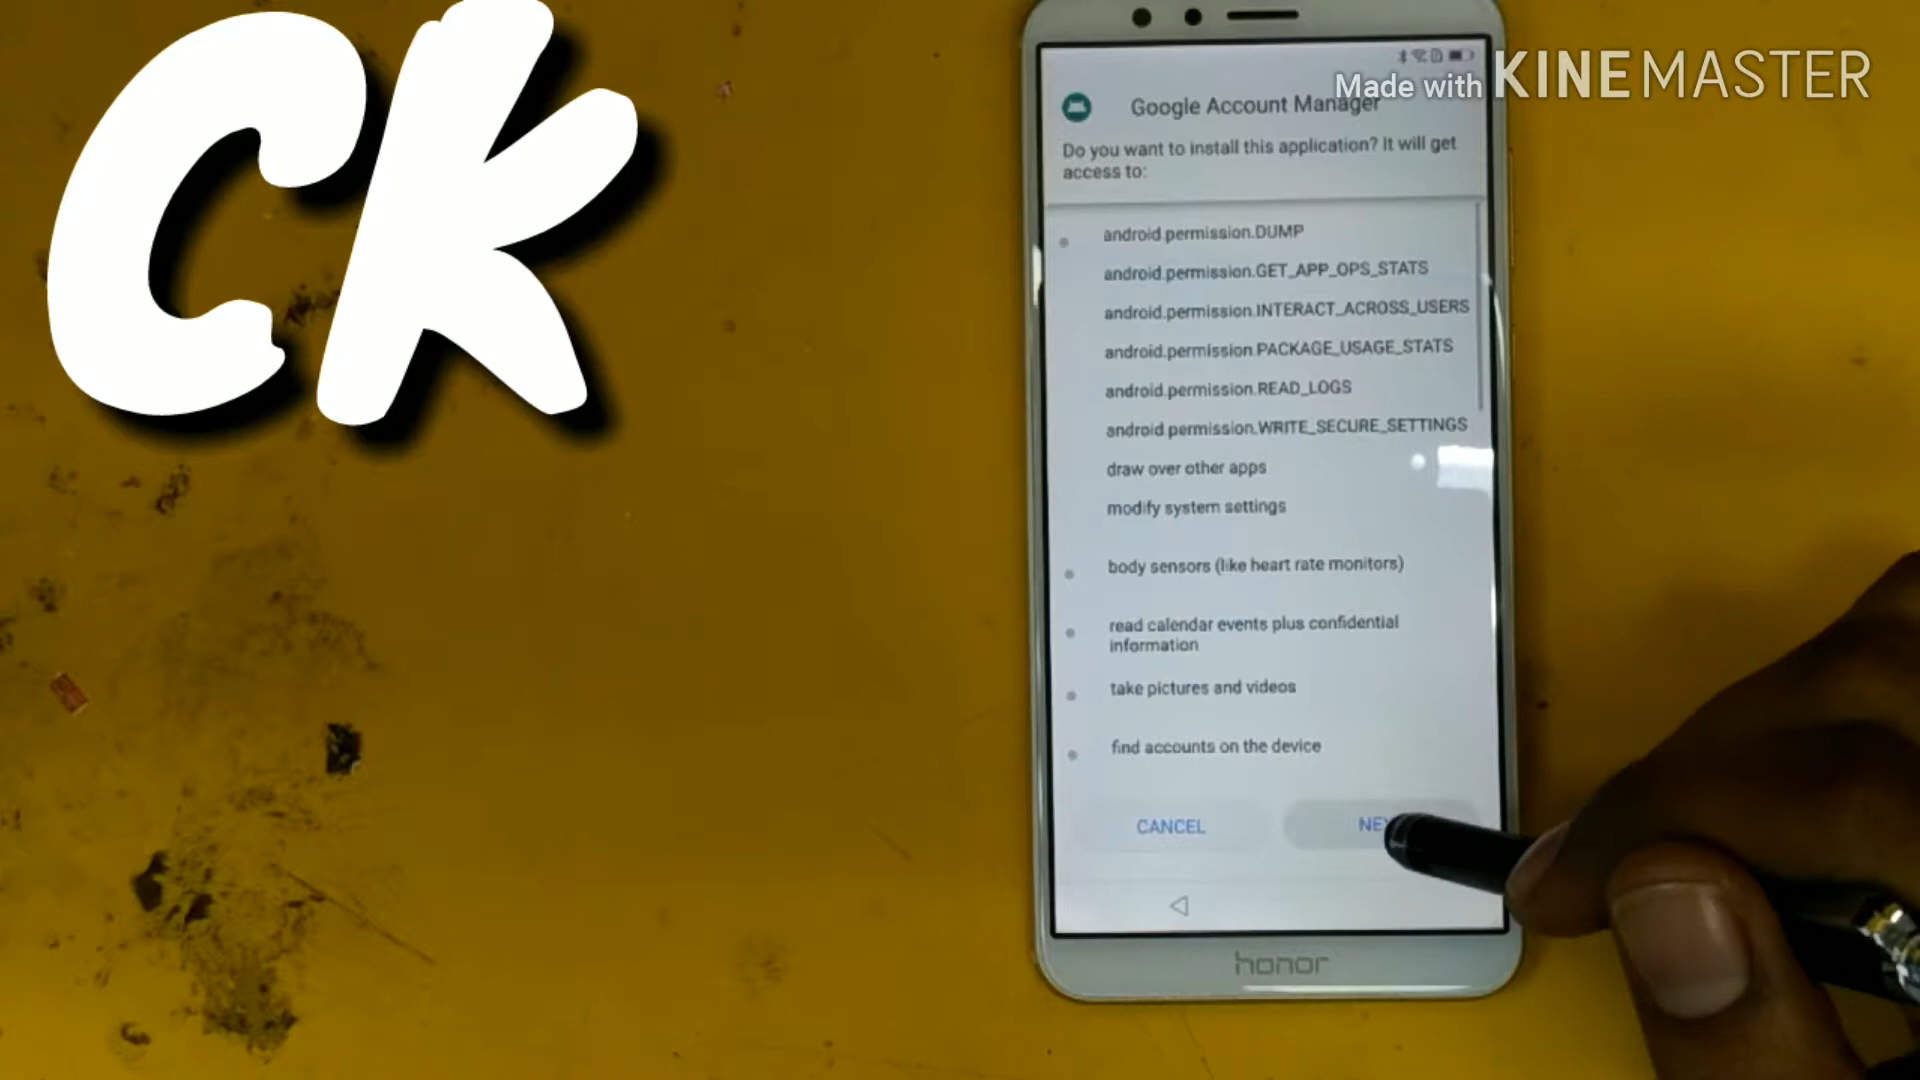 CK
Made with KINEMASTER
Google Account Manager
Do you want to install this application? It will get
access to:
android.permission.DUMP
android.permission.GET_APP_OPS_STATS
android.permission.INTERACT_ACROSS_USERS
android.permission.PACKAGE_USAGE_STATS
android.permission.READ_LOGS
android.permission.WRITE_SECURE_SETTINGS
draw over other apps
modify system settings
body sensors (like heart rate monitors)
read calendar events plus confidential
information
take pictures and videos
find accounts on the device
CANCEL
honor